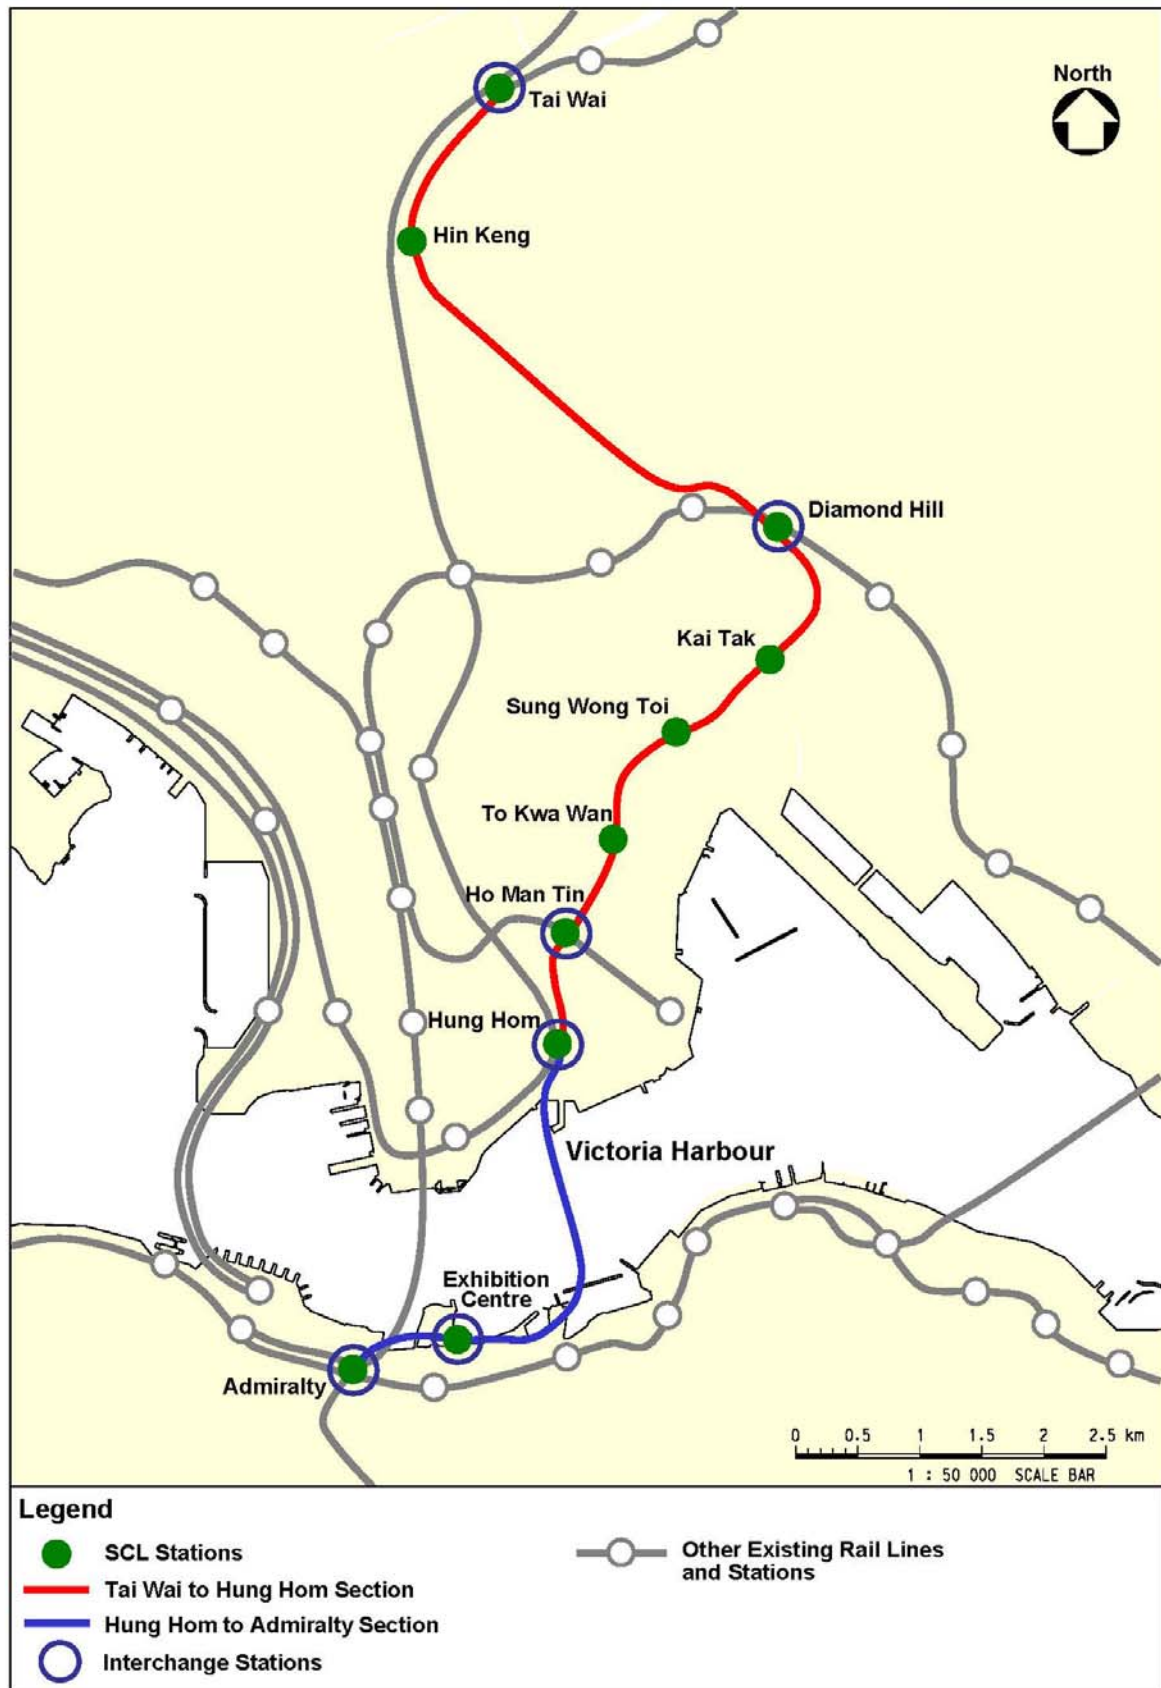 North
Tai Wai
Hin Keng
Diamond Hill
Kai Tak
Sung Wong Toi
To Kwa Wan
Ho Man Tin
Hung Hom
Victoria Harbour
Exhibition
Centre
Admiralty
0 0.5 1 1.5 2 2.5 km
1 : 50 000 SCALE BAR
Legend
SCL Stations
Tai Wai to Hung Hom Section
Hung Hom to Admiralty Section
Interchange Stations
Other Existing Rail Lines
and Stations